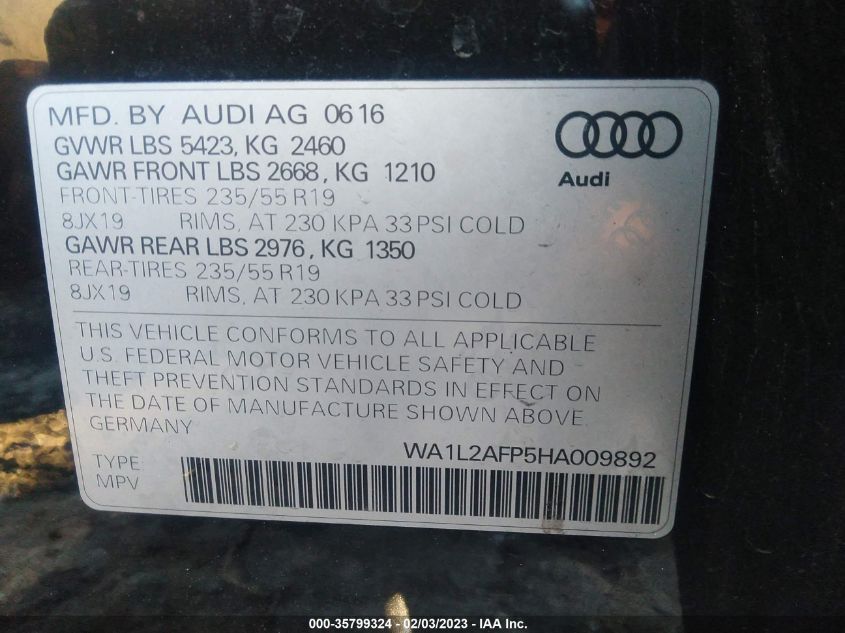 MFD. BY AUDI AG 06 16
GVWR LBS 5423, KG 2460
GAWR FRONT LBS 2668, KG 1210
FRONT-TIRES 235/55 R19
8JX19 RIMS, AT 230 KPA 33 PSI COLD
GAWR REAR LBS 2976, KG 1350
REAR-TIRES 235/55 R19
8JX19 RIMS, AT 230 KPA 33 PSI COLD
Audi
THIS VEHICLE CONFORMS TO ALL APPLICABLE
U.S. FEDERAL MOTOR VEHICLE SAFETY AND
THEFT PREVENTION STANDARDS IN EFFECT ON
THE DATE OF MANUFACTURE SHOWN ABOVE.
GERMANY
WA1L2AFP5HA009892
TYPE
MPV
000-35799324 - 02/03/2023 - IAA Inc.